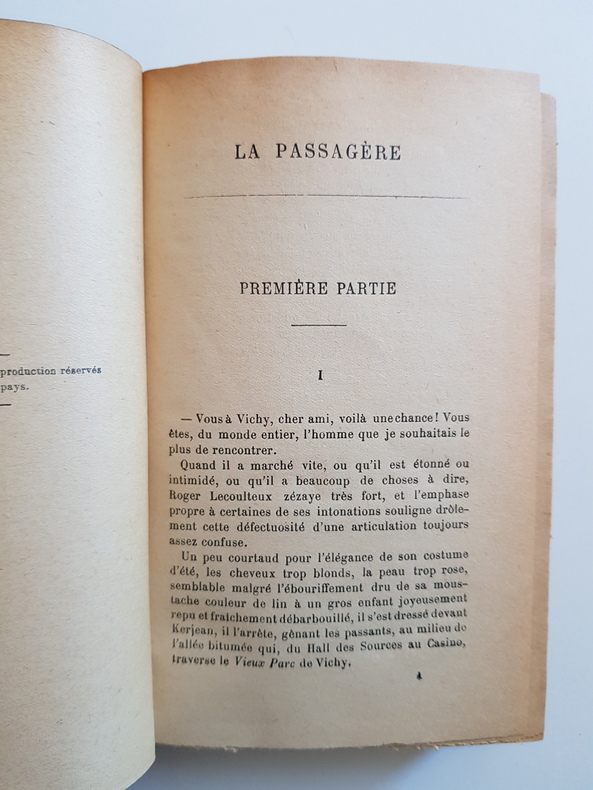 production réservés
pays.
LA PASSAGÈRE
PREMIÈRE PARTIE
I
— Vous à Vichy, cher ami, voilà une chance! Vous
êtes, du monde entier, l'homme que je souhaitais le
plus de rencontrer.
Quand il a marché vite, ou qu'il est étonné ou
intimidé, ou qu'il a beaucoup de choses à dire,
Roger Lecoulteux zézaye très fort, et l'emphase
propre à certaines de ses intonations souligne drôle-
ment cette défectuosité d'une articulation toujours
assez confuse.
Un peu courtaud pour l'élégance de son costume
d'été, les cheveux trop blonds, la peau trop rose,
semblable malgré l'ébouriffement dru de sa mous-
tache couleur de lin à un gros enfant joyeusement
repu et fraîchement débarbouillé, il s'est dressé devant
Kerjean, il l'arrête, gênant les passants, au milieu de
l'allée bitumée qui, du Hall des Sources au Casino,
traverse le Vieux Parc de Vichy.